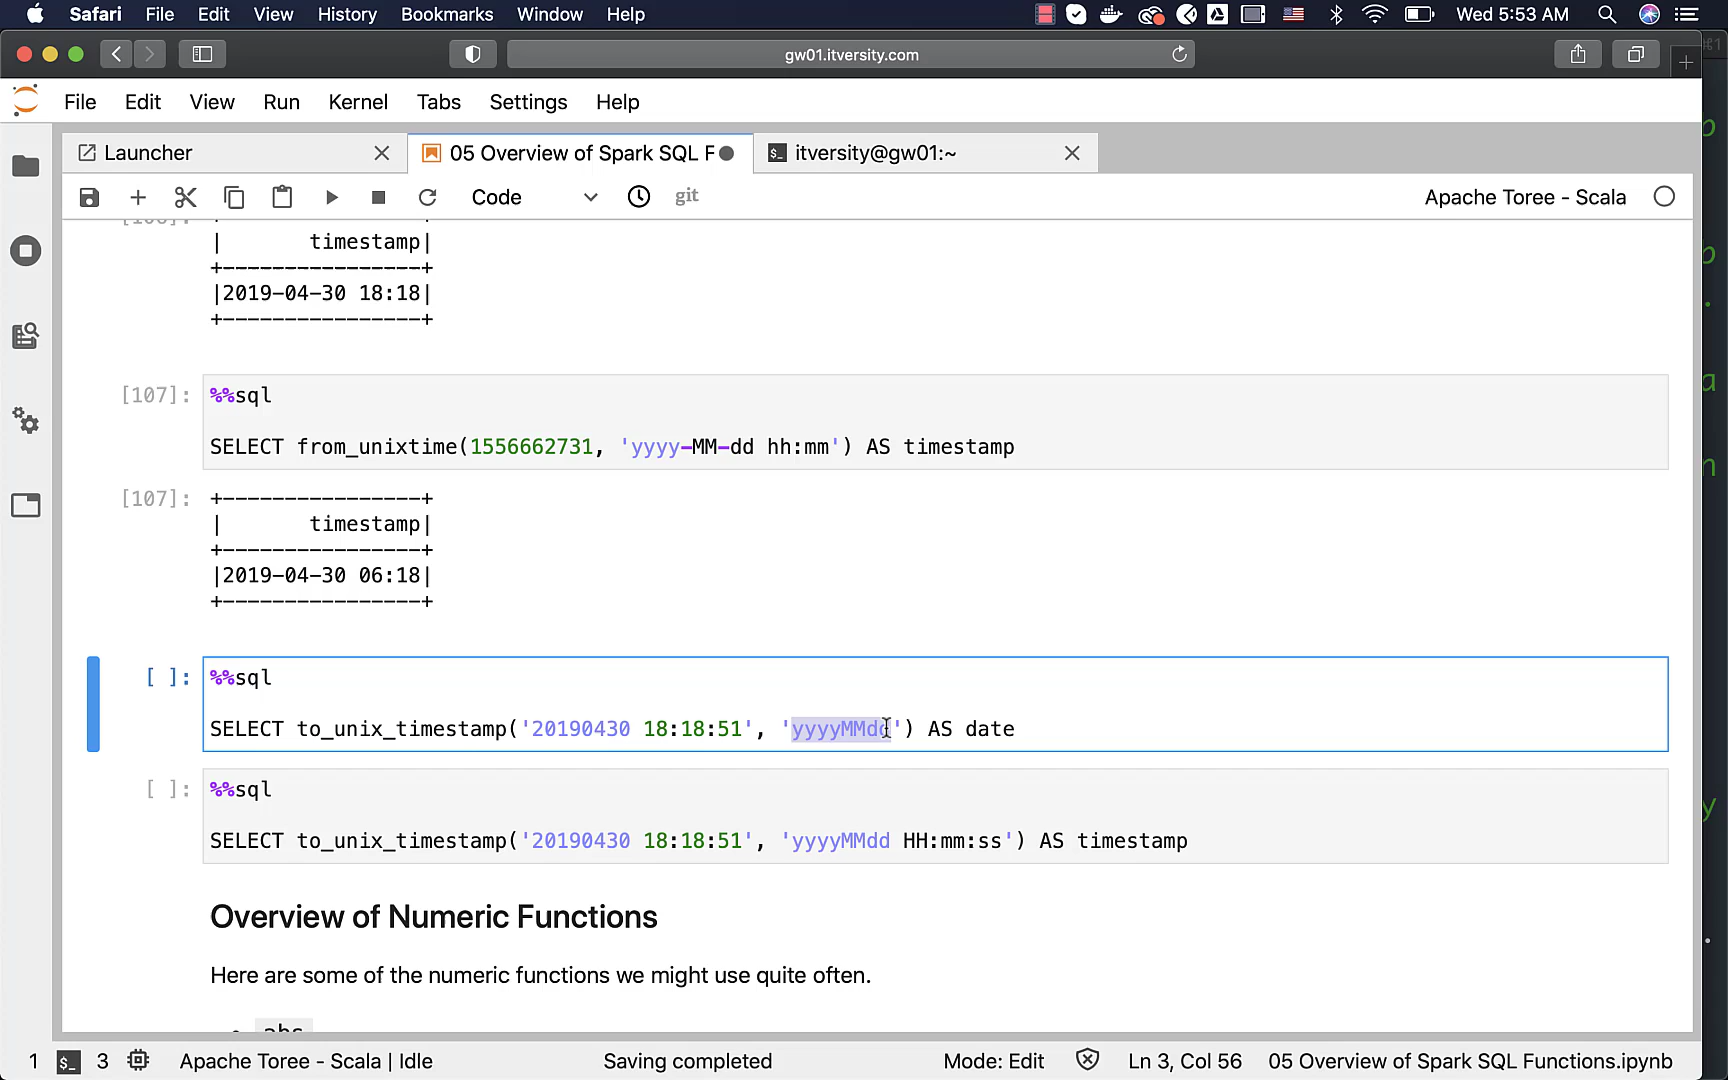 Safari File Edit View History Bookmarks Window Help Wed 5:53 AM
gw01.itversity.com
File Edit View Run Kernel Tabs Settings Help
Launcher 05 Overview of Spark SQL F itversity@gw01:~
Code git Apache Toree - Scala
| timestamp|
+----------------+
|2019-04-30 18:18|
+----------------+
[107]: %%sql
SELECT from_unixtime(1556662731, 'yyyy-MM-dd hh:mm') AS timestamp
[107]: +----------------+
| timestamp|
+----------------+
|2019-04-30 06:18|
+----------------+
[ ]: %%sql
SELECT to_unix_timestamp('20190430 18:18:51', 'yyyyMMdd') AS date
[ ]: %%sql
SELECT to_unix_timestamp('20190430 18:18:51', 'yyyyMMdd HH:mm:ss') AS timestamp
Overview of Numeric Functions
Here are some of the numeric functions we might use quite often.
• abs
1 3 Apache Toree - Scala | Idle Saving completed Mode: Edit Ln 3, Col 56 05 Overview of Spark SQL Functions.ipynb